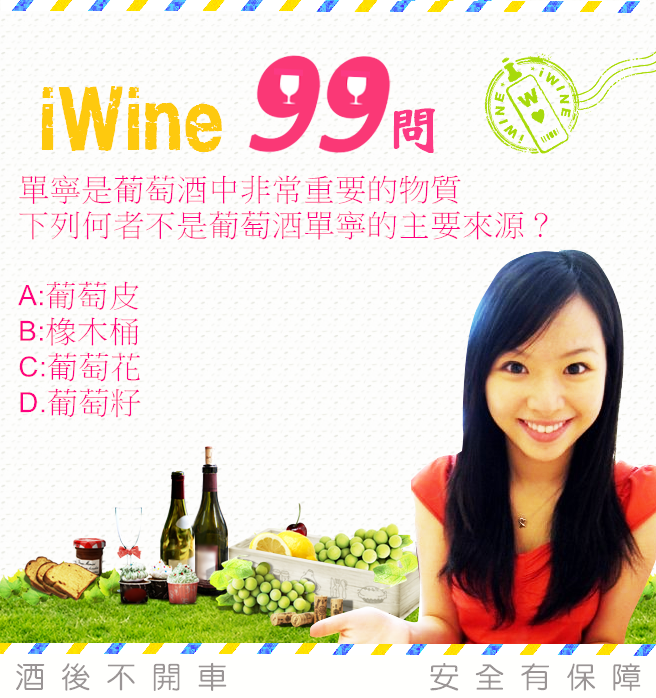 iWine 99問
iWINE
W
iWINE
單寧是葡萄酒中非常重要的物質
下列何者不是葡萄酒單寧的主要來源？
A:葡萄皮
B:橡木桶
C:葡萄花
D.葡萄籽
酒後不開車 安全有保障